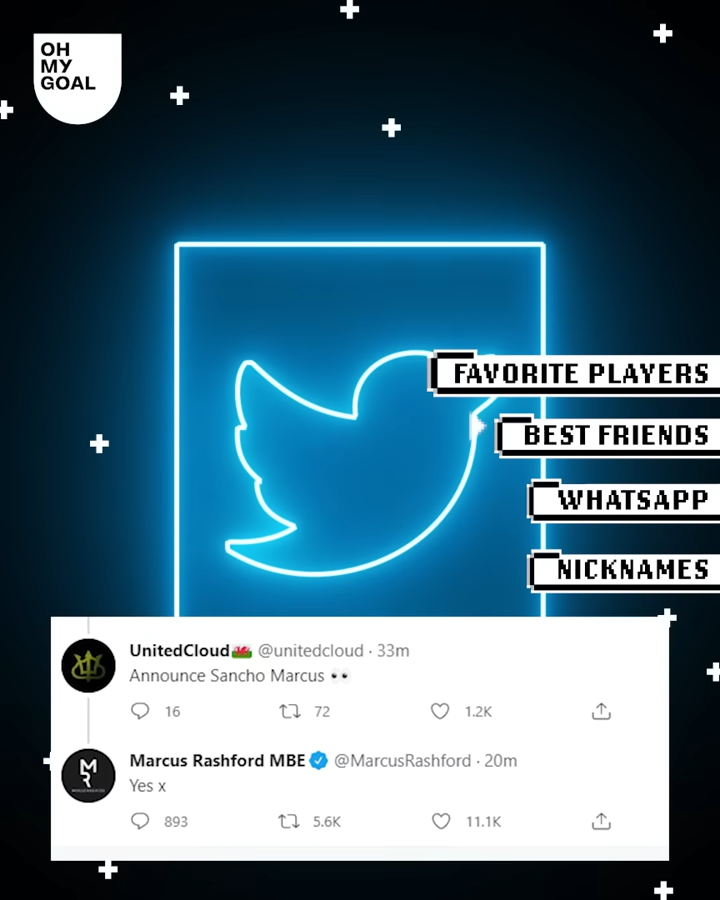 OH
MY
GOAL
FAVORITE PLAYERS
BEST FRIENDS
WHATSAPP
NICKNAMES
UnitedCloud🏴󠁧󠁢󠁷󠁬󠁳󠁿 @unitedcloud · 33m
Announce Sancho Marcus 👀
16 72 1.2K
Marcus Rashford MBE @MarcusRashford · 20m
Yes x
893 5.6K 11.1K